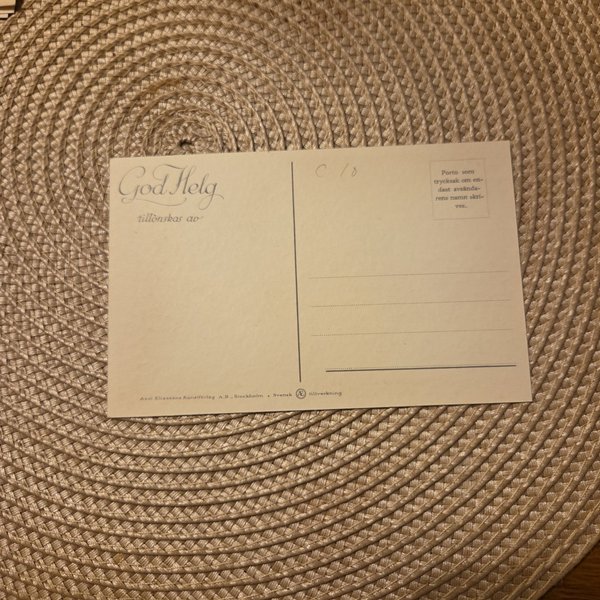 God Helg
tillönskas av
C 10
Porto som
trycksak om en-
dast avsända-
rens namn skri-
ves.
Axel Eliassons Konstförlag A.B., Stockholm • Svensk Æ tillverkning